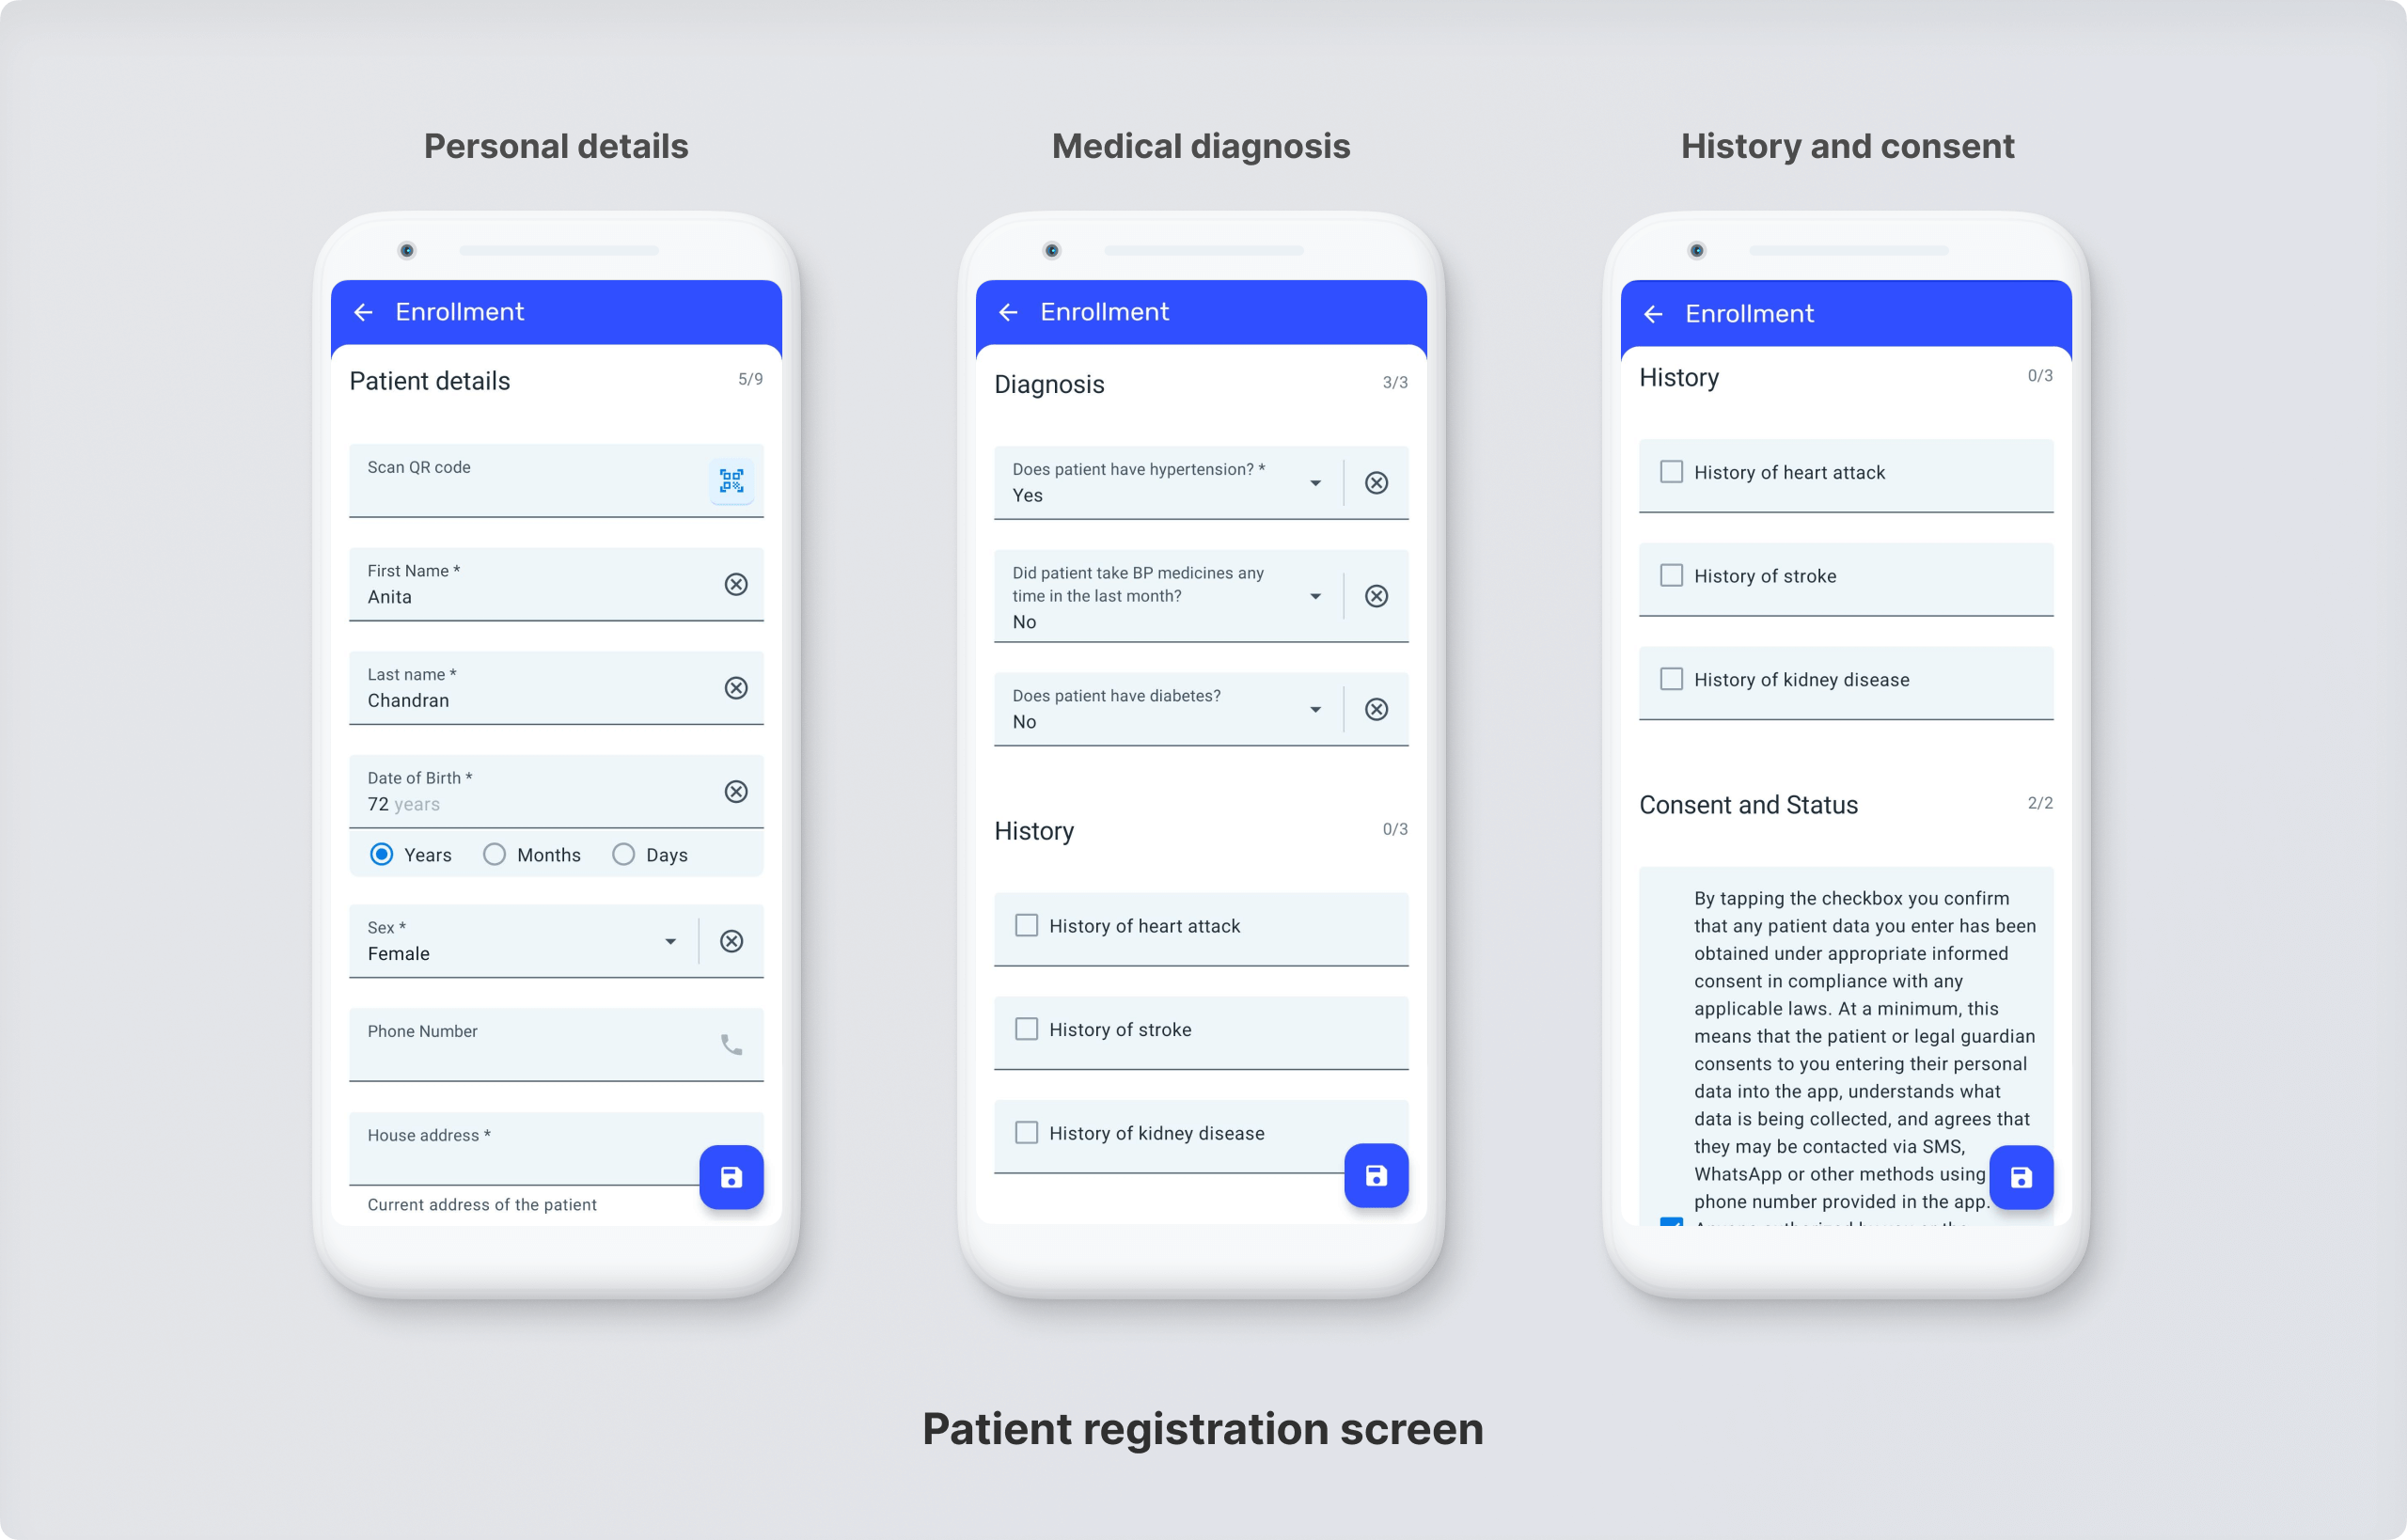 Personal details
Enrollment
Patient details
5/9
Scan QR code
First Name *
Anita
Last name *
Chandran
Date of Birth *
72 years
Years
Months
Days
Sex *
Female
Phone Number
House address *
Current address of the patient
Medical diagnosis
Enrollment
Diagnosis
3/3
Does patient have hypertension? *
Yes
Did patient take BP medicines any
time in the last month?
No
Does patient have diabetes?
No
History
0/3
History of heart attack
History of stroke
History of kidney disease
History and consent
Enrollment
History
0/3
History of heart attack
History of stroke
History of kidney disease
Consent and Status
2/2
By tapping the checkbox you confirm
that any patient data you enter has been
obtained under appropriate informed
consent in compliance with any
applicable laws. At a minimum, this
means that the patient or legal guardian
consents to you entering their personal
data into the app, understands what
data is being collected, and agrees that
they may be contacted via SMS,
WhatsApp or other methods using
phone number provided in the app.
Patient registration screen